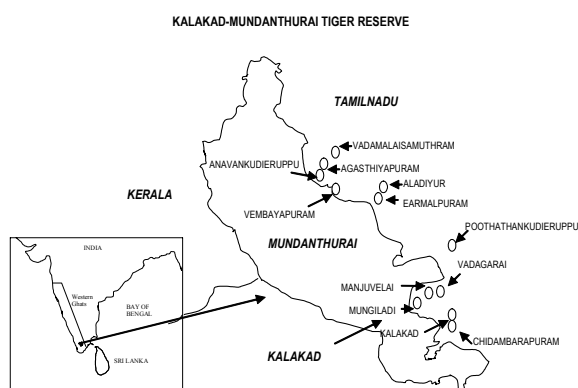 KALAKAD-MUNDANTHURAI TIGER RESERVE
TAMILNADU
VADAMALAISAMUTHRAM
ANAVANKUDIERUPPU
AGASTHIYAPURAM
KERALA
ALADIYUR
VEMBAYAPURAM
EARMALPURAM
POOTHATHANKUDIERUPPU
MUNDANTHURAI
INDIA
VADAGARAI
MANJUVELAI
Western
Ghats
BAY OF
BENGAL
MUNGILADI
KALAKAD
KALAKAD
CHIDAMBARAPURAM
SRI LANKA